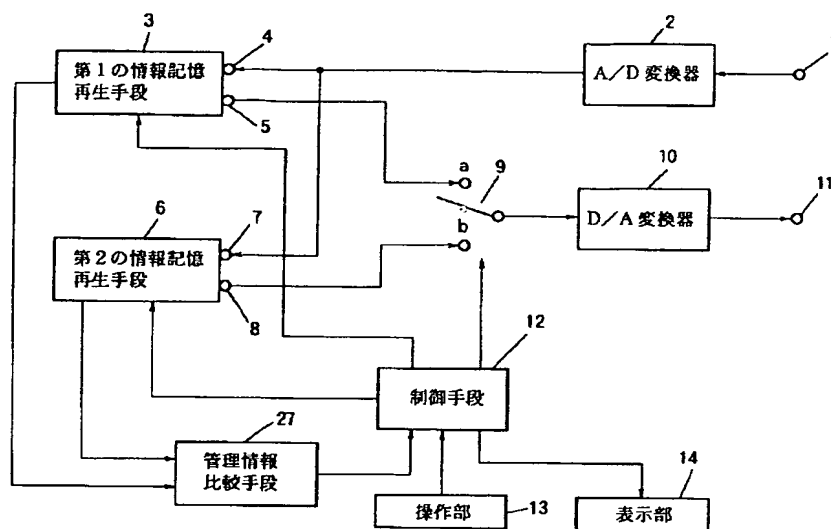 3
4
2
第1の情報記憶
再生手段
A/D 変換器
5
a
9
10
11
6
7
b
D/A 変換器
第2の情報記憶
再生手段
8
12
制御手段
27
管理情報
比較手段
14
操作部
13
表示部